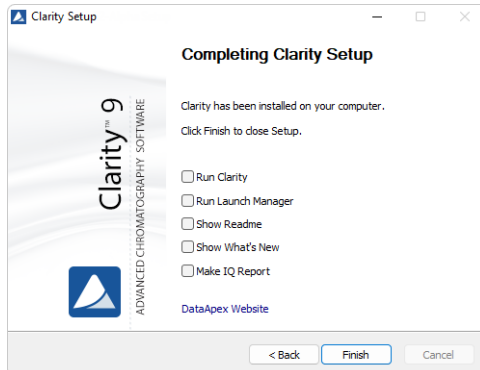 Clarity Setup
Completing Clarity Setup
Clarity has been installed on your computer.
Click Finish to close Setup.
Run Clarity
Run Launch Manager
Show Readme
Show What's New
Make IQ Report
DataApex Website
Clarity™ 9
ADVANCED CHROMATOGRAPHY SOFTWARE
< Back
Finish
Cancel